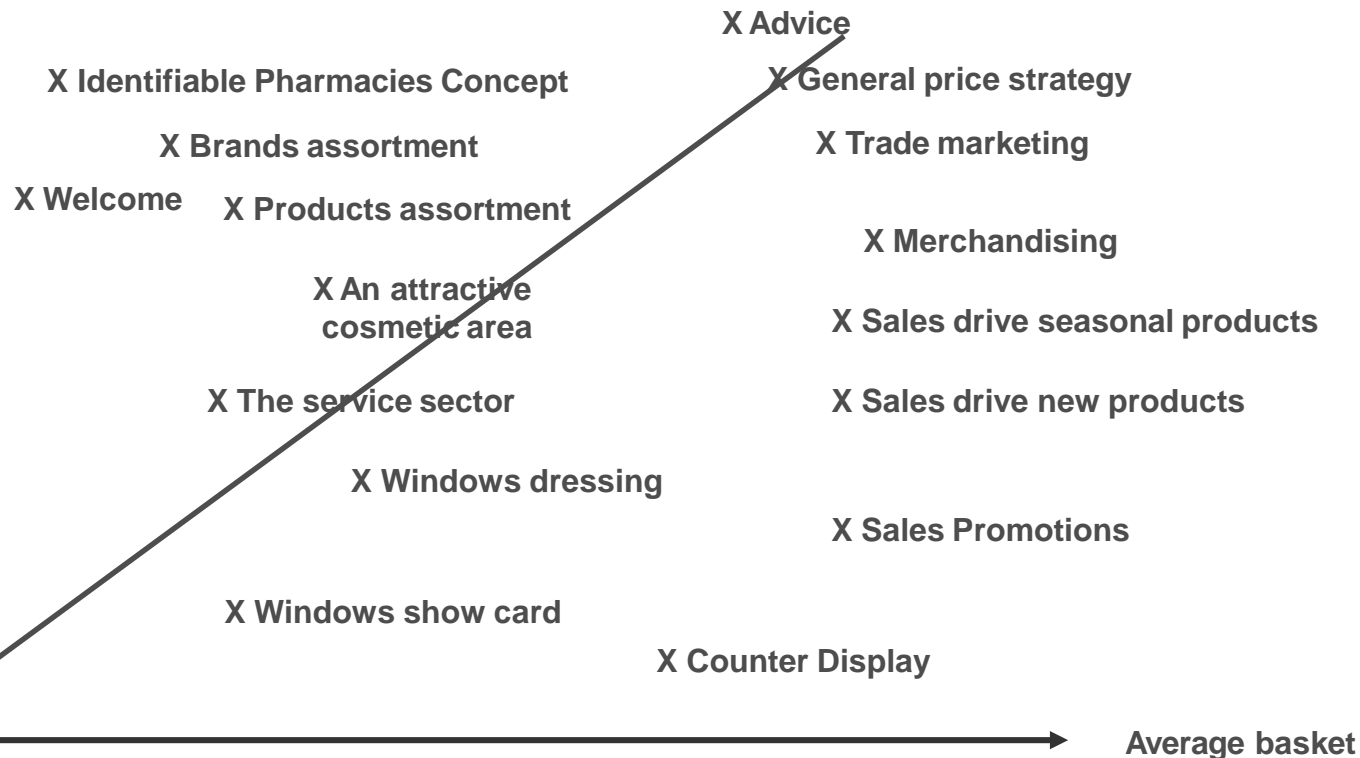 X Advice
X Identifiable Pharmacies Concept
X General price strategy
X Brands assortment
X Trade marketing
X Welcome
X Products assortment
X Merchandising
X An attractive
cosmetic area
X Sales drive seasonal products
X The service sector
X Sales drive new products
X Windows dressing
X Sales Promotions
X Windows show card
X Counter Display
Average basket